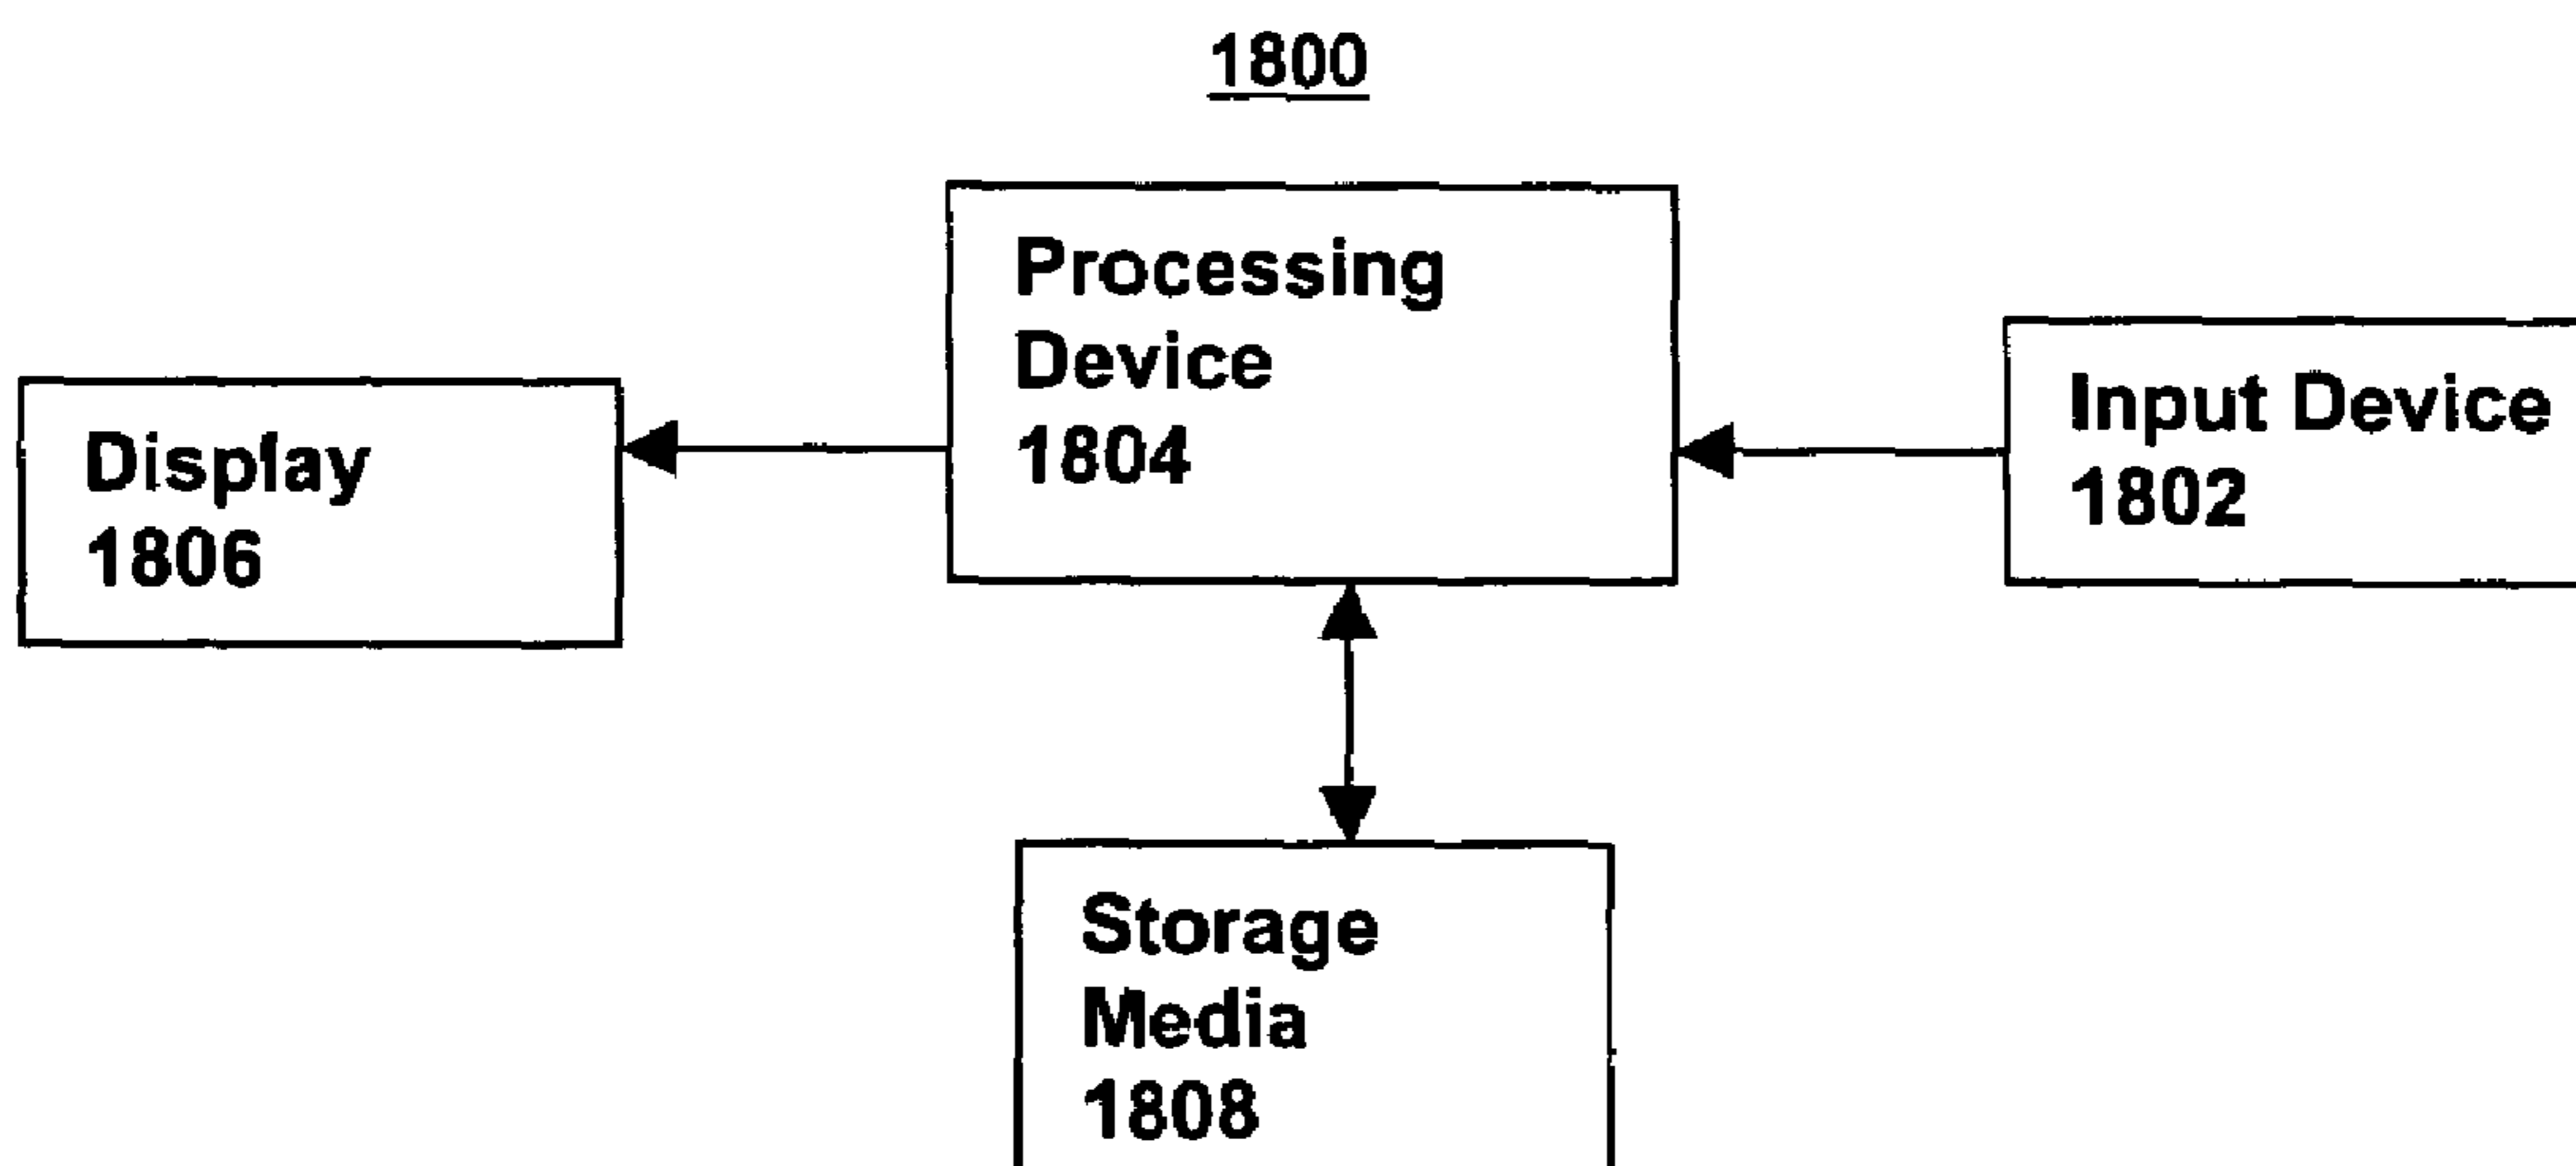 1800
Processing
Device
1804
Display
1806
Input Device
1802
Storage
Media
1808